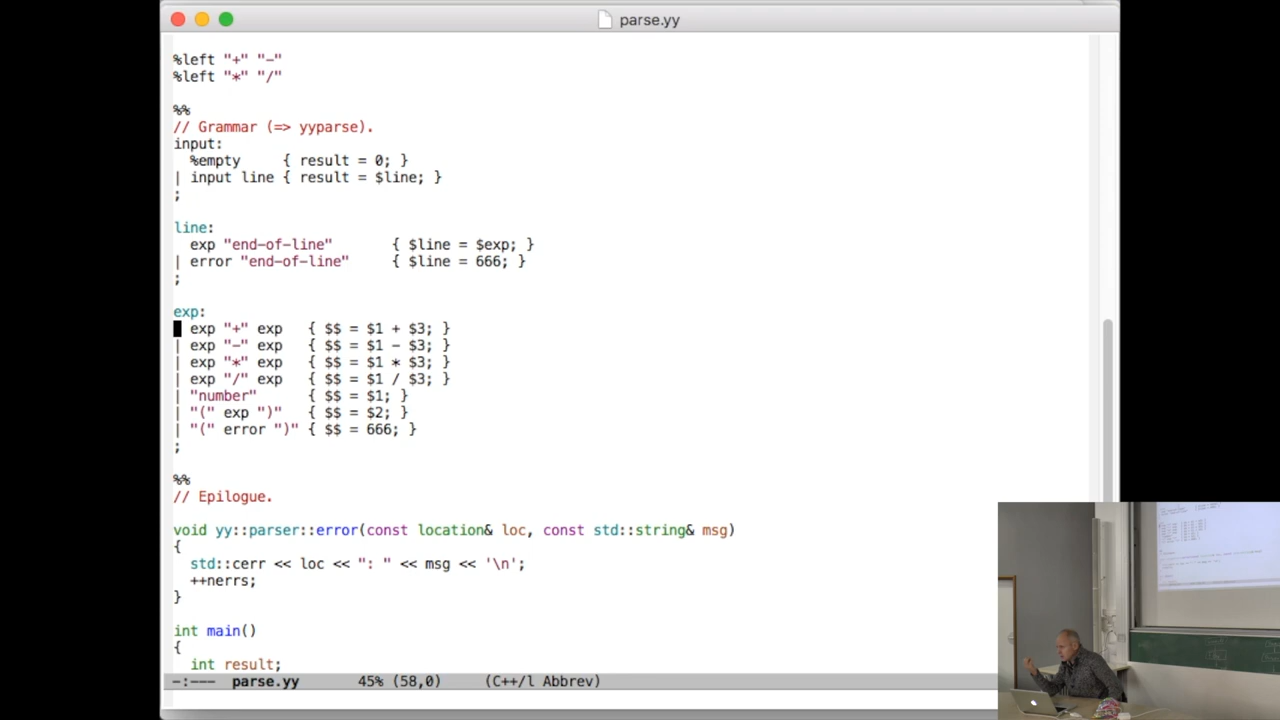 parse.yy
%left "+" "-"
%left "*" "/"
%%
// Grammar (=> yyparse).
input:
  %empty     { result = 0; }
| input line { result = $line; }
;
line:
  exp "end-of-line"       { $line = $exp; }
| error "end-of-line"     { $line = 666; }
;
exp:
  exp "+" exp   { $$ = $1 + $3; }
| exp "-" exp   { $$ = $1 - $3; }
| exp "*" exp   { $$ = $1 * $3; }
| exp "/" exp   { $$ = $1 / $3; }
| "number"      { $$ = $1; }
| "(" exp ")"   { $$ = $2; }
| "(" error ")" { $$ = 666; }
;
%%
// Epilogue.
void yy::parser::error(const location& loc, const std::string& msg)
{
  std::cerr << loc << ": " << msg << '\n';
  ++nerrs;
}
int main()
{
  int result;
-:---  parse.yy       45% (58,0)     (C++/l Abbrev)